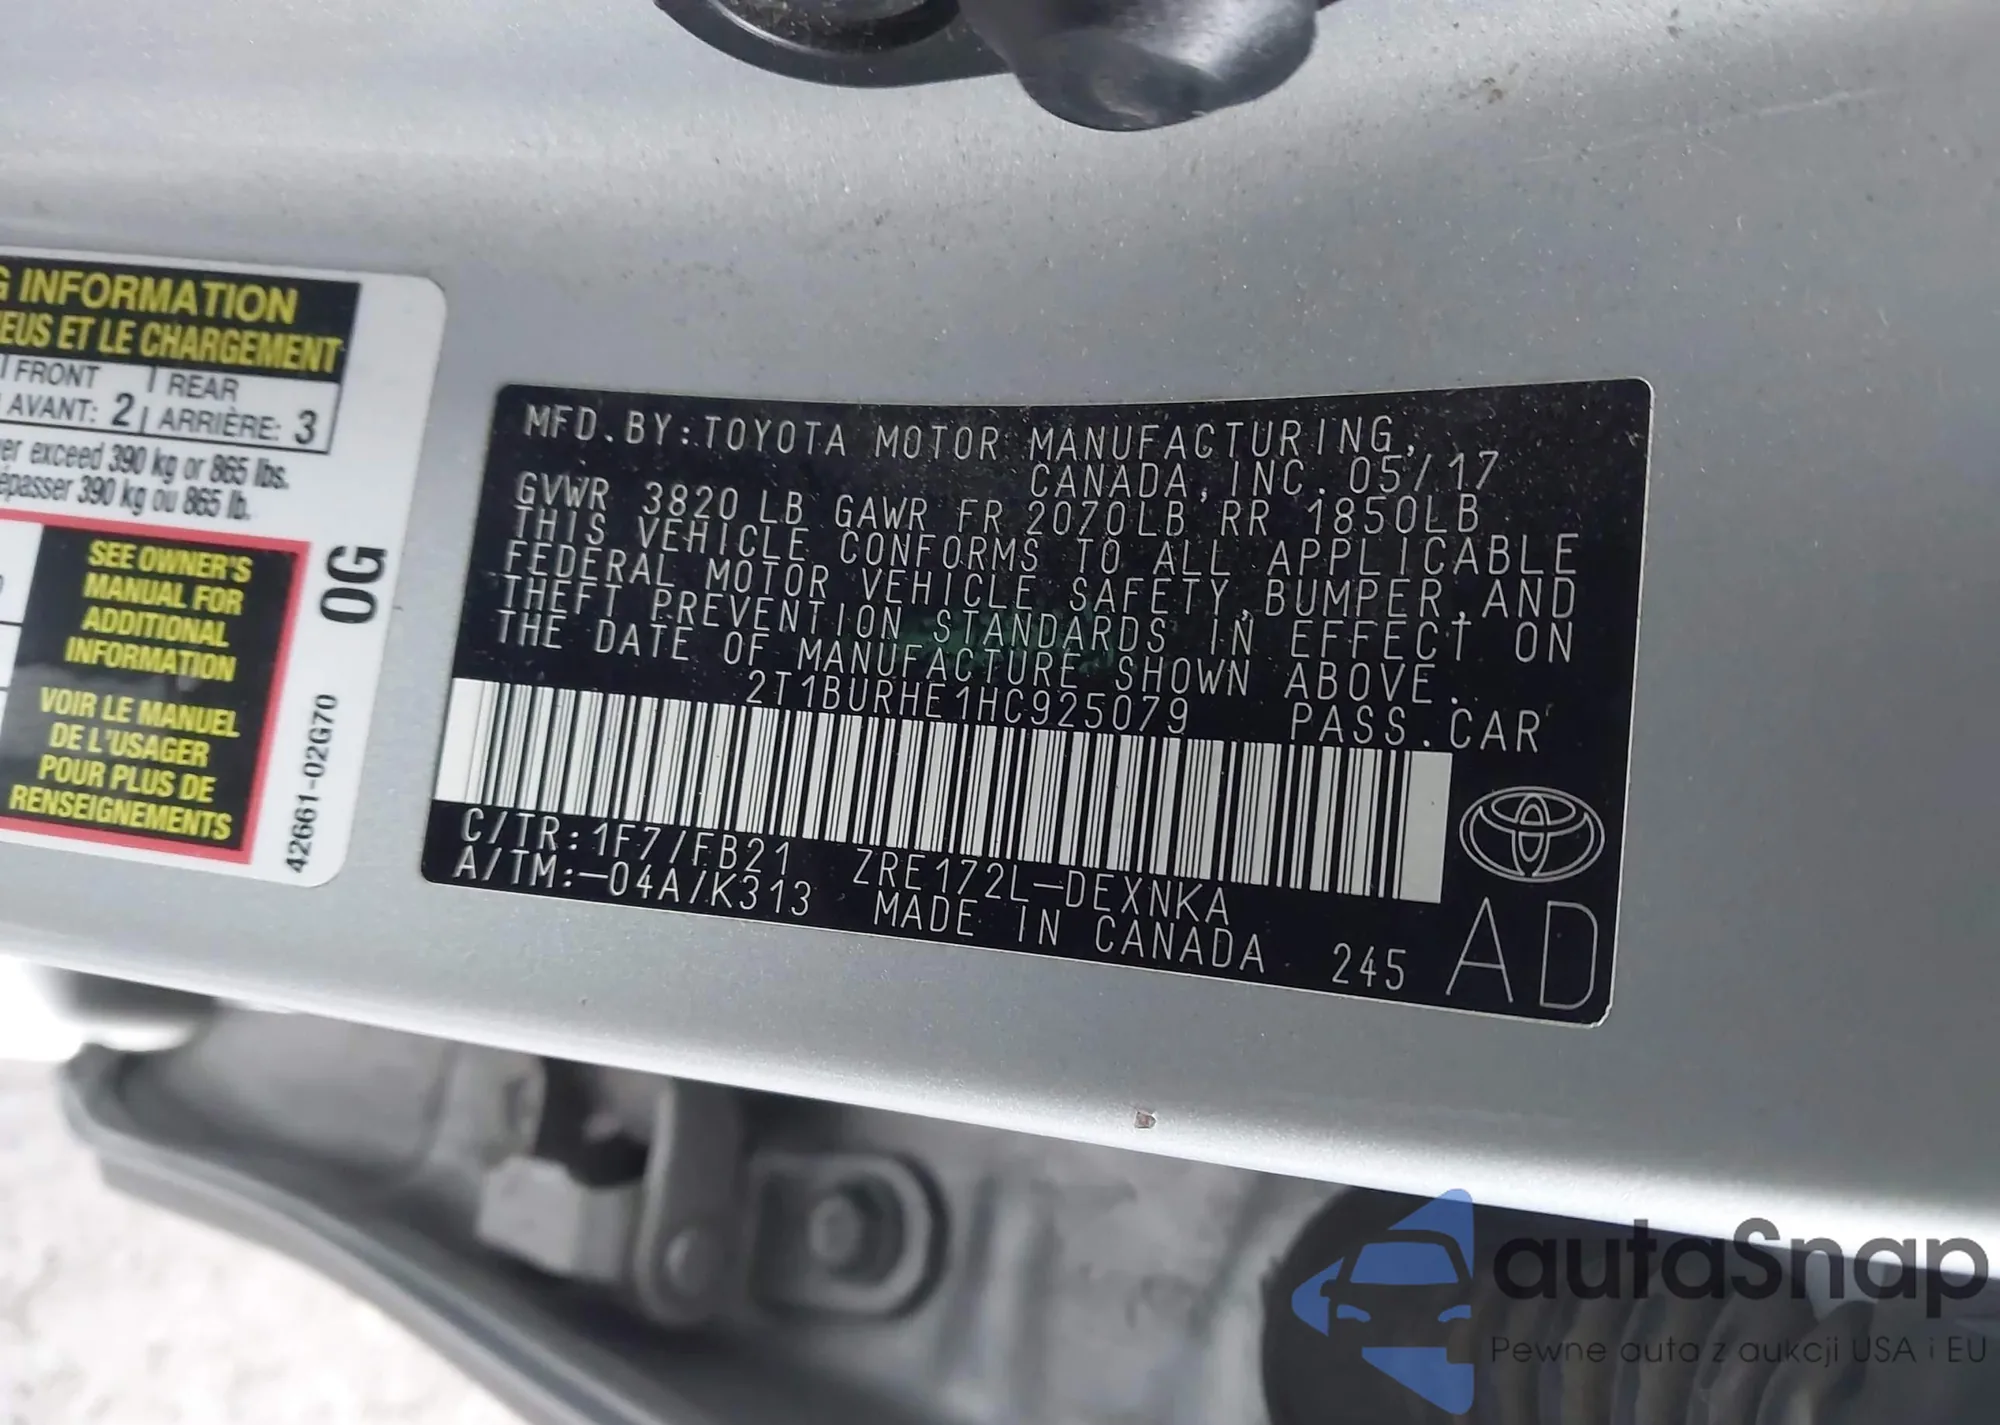 G INFORMATION
EUS ET LE CHARGEMENT
FRONT REAR
AVANT: 2 ARRIÈRE: 3
er exceed 390 kg or 865 lbs.
épasser 390 kg ou 865 lb.
SEE OWNER'S
MANUAL FOR
ADDITIONAL
INFORMATION
VOIR LE MANUEL
DE L'USAGER
POUR PLUS DE
RENSEIGNEMENTS
0G
42661-02G70
MFD.BY:TOYOTA MOTOR MANUFACTURING,
CANADA,INC. 05/17
GVWR 3820 LB GAWR FR 2070LB RR 1850LB
THIS VEHICLE CONFORMS TO ALL APPLICABLE
FEDERAL MOTOR VEHICLE SAFETY,BUMPER,AND
THEFT PREVENTION STANDARDS IN EFFECT ON
THE DATE OF MANUFACTURE SHOWN ABOVE.
2T1BURHE1HC925079 PASS.CAR
C/TR:1F7/FB21 ZRE172L-DEXNKA
A/TM:-04A/K313 MADE IN CANADA 245 AD
autaSnap
Pewne auta z aukcji USA i EU